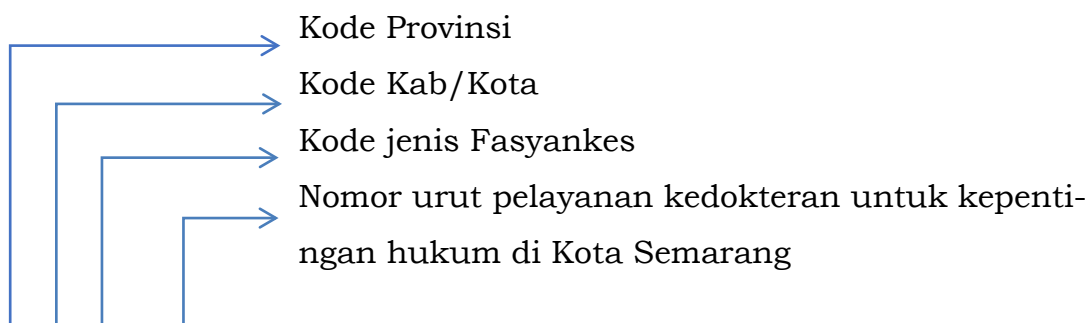 Kode Provinsi
Kode Kab/Kota
Kode jenis Fasyankes
Nomor urut pelayanan kedokteran untuk kepenti-
ngan hukum di Kota Semarang